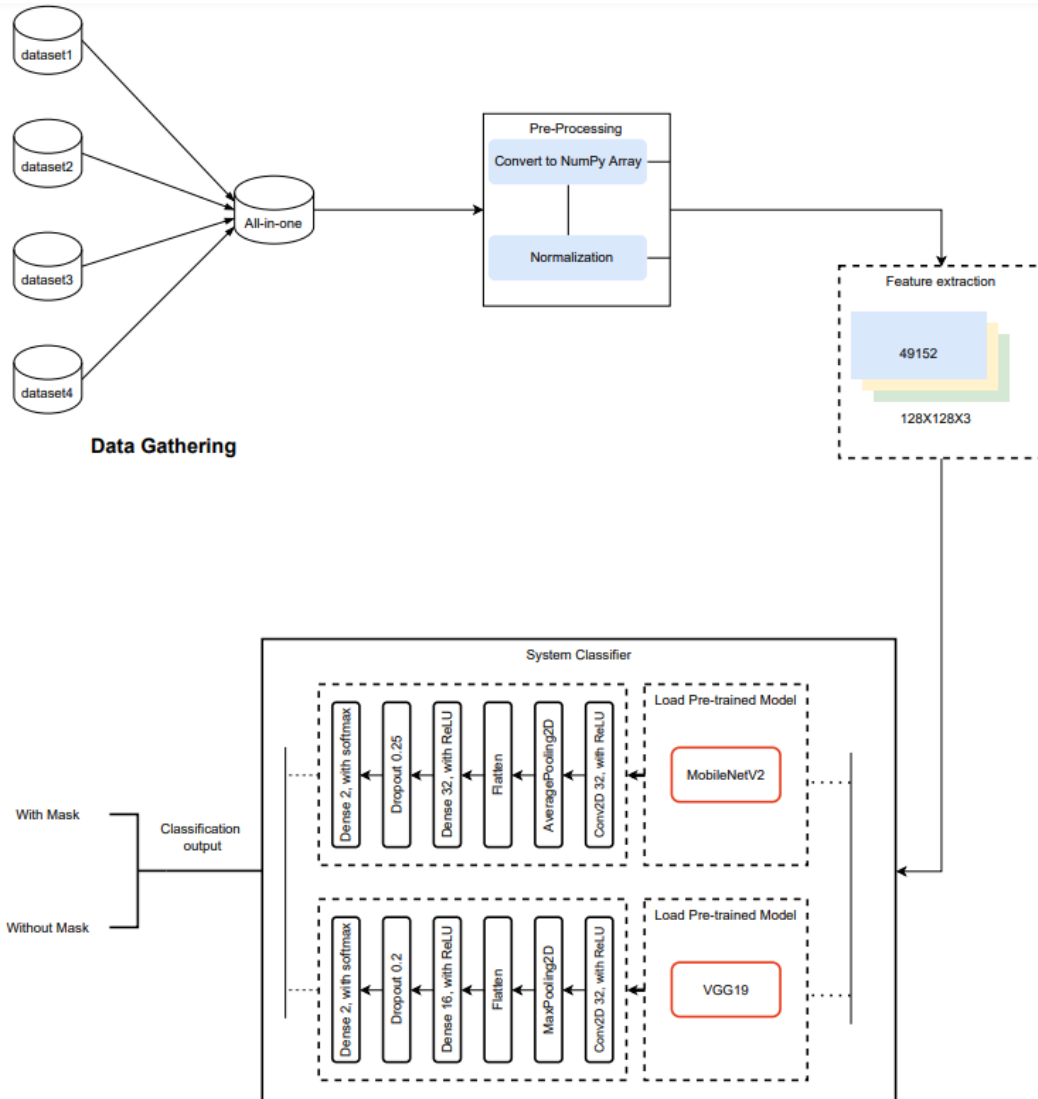 dataset1
dataset2
dataset3
dataset4
All-in-one
Data Gathering
Pre-Processing
Convert to NumPy Array
Normalization
Feature extraction
49152
128X128X3
System Classifier
Load Pre-trained Model
MobileNetV2
Conv2D 32, with ReLU
AveragePooling2D
Flatten
Dense 32, with ReLU
Dropout 0.25
Dense 2, with softmax
Load Pre-trained Model
VGG19
Conv2D 32, with ReLU
MaxPooling2D
Flatten
Dense 16, with ReLU
Dropout 0.2
Dense 2, with softmax
Classification
output
With Mask
Without Mask